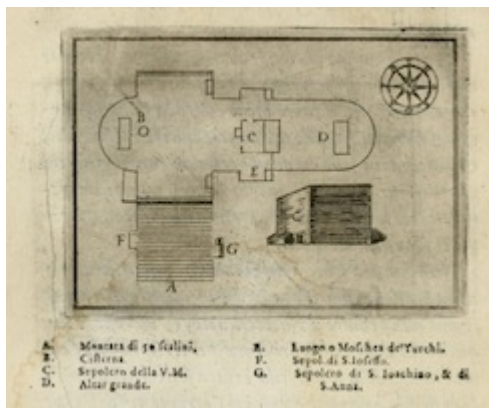 B
O
C
D
E
F
G
A
A. Montata di 50 scalini.
B. Cisterna.
C. Sepolcro della V.M.
D. Altar grande.
E. Luogo o Moschea de' Turchi.
F. Sepol. di S. Ioseffo.
G. Sepolcro di S. Ioachino, & di
S. Anna.